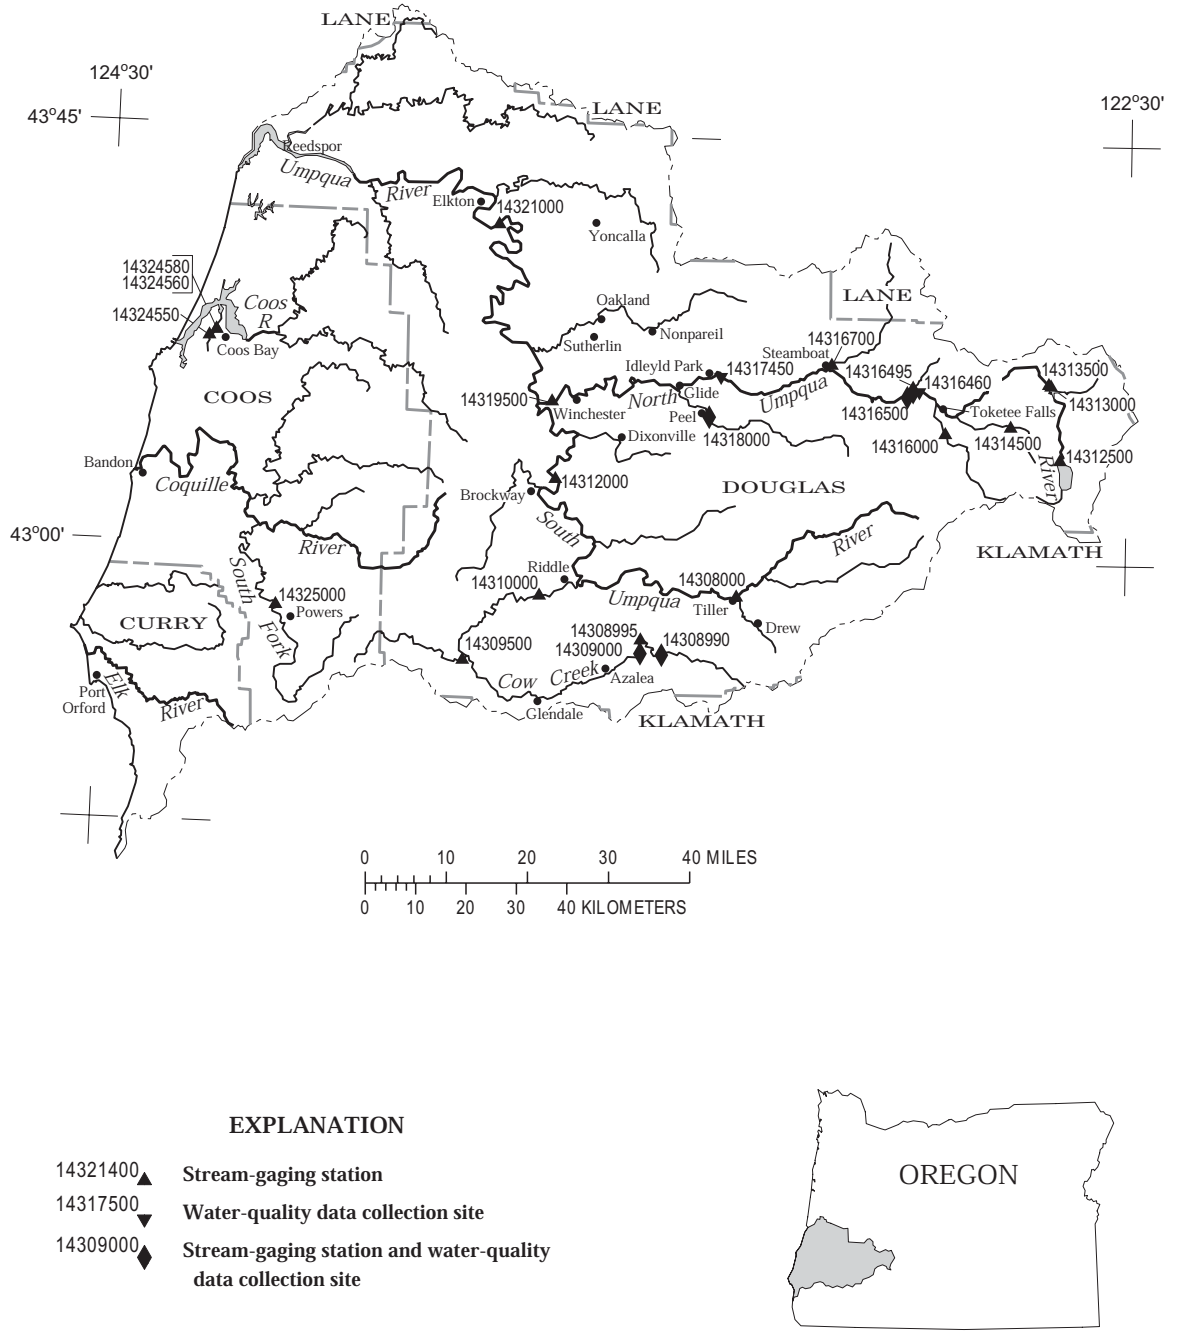 LANE
124°30'
43°45'
LANE
122°30'
Reedspor
Umpqua
River
Elkton
14321000
Yoncalla
14324580
14324560
14324550
Coos
R
Coos Bay
COOS
Oakland
Nonpareil
Sutherlin
LANE
14316700
Steamboat
Idleyld Park
14317450
14316495
14316460
14313500
14313000
14319500
Winchester
North
Glide
Umpqua
Peel
14316500
Toketee Falls
14318000
14316000
14314500
14312500
River
Dixonville
Bandon
Coquille
14312000
Brockway
DOUGLAS
South
43°00'
River
River
KLAMATH
South
Fork
Riddle
14310000
14308000
Umpqua
Tiller
14325000
Powers
CURRY
Drew
14309500
14308995
14309000
14308990
Cow
Creek
Azalea
Port
Orford
Elk
River
Glendale
KLAMATH
0 10 20 30 40 MILES
0 10 20 30 40 KILOMETERS
EXPLANATION
14321400 Stream-gaging station
14317500 Water-quality data collection site
14309000 Stream-gaging station and water-quality
data collection site
OREGON